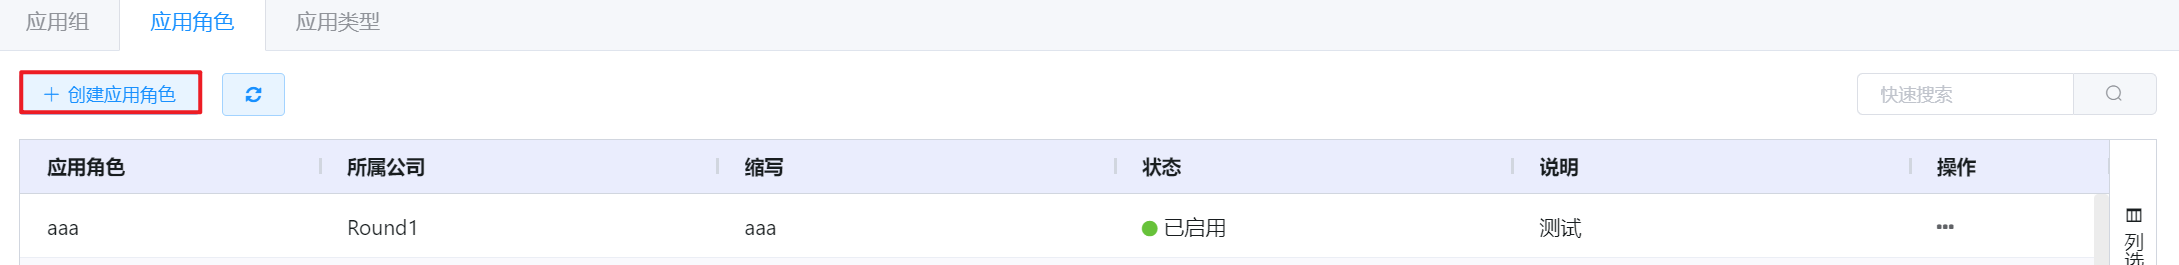 应用组 应用角色 应用类型
+ 创建应用角色 快速搜索
应用角色 所属公司 缩写 状态 说明 操作
aaa Round1 aaa 已启用 测试 •••
列选